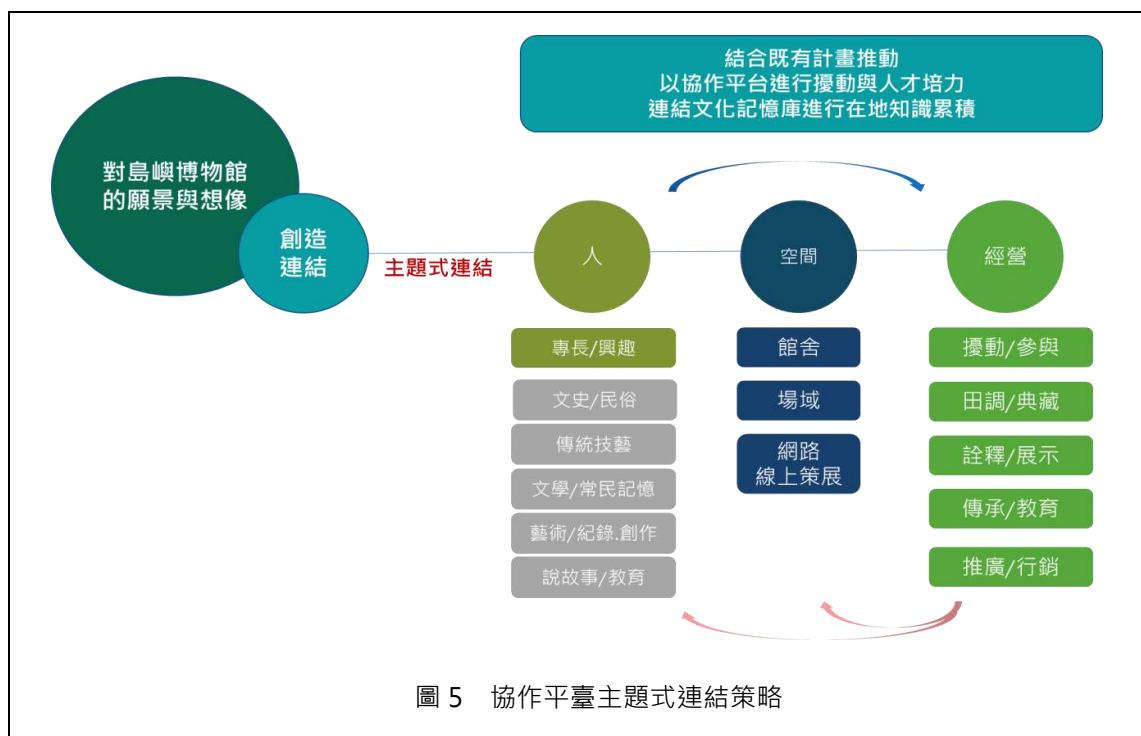 結合既有計畫推動
以協作平台進行擾動與人才培力
連結文化記憶庫進行在地知識累積
對島嶼博物館
的願景與想像
創造
連結
主題式連結
人
空間
經營
專長/興趣
文史/民俗
傳統技藝
文學/常民記憶
藝術/紀錄.創作
說故事/教育
館舍
場域
網路
線上策展
擾動/參與
田調/典藏
詮釋/展示
傳承/教育
推廣/行銷
圖 5 協作平臺主題式連結策略